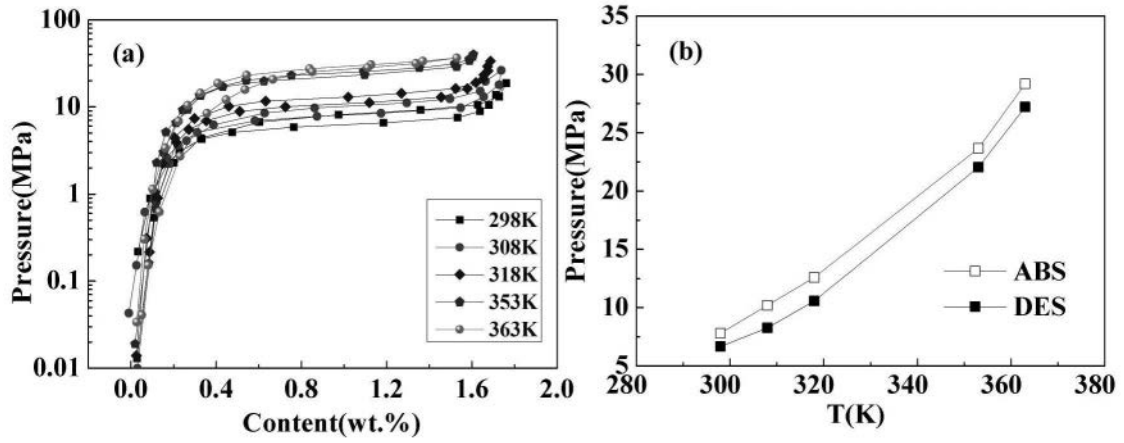 (a)
Pressure(MPa)
100
10
1
0.1
0.01
298K
308K
318K
353K
363K
0.0 0.4 0.8 1.2 1.6 2.0
Content(wt.%)
(b)
Pressure(MPa)
35
30
25
20
15
10
5
ABS
DES
280 300 320 340 360 380
T(K)